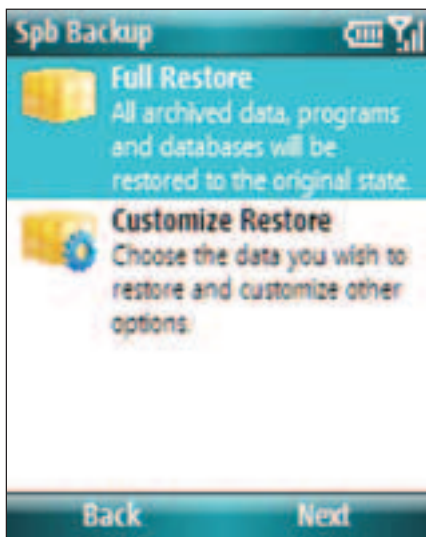 Spb Backup
Full Restore
All archived data, programs
and databases will be
restored to the original state.
Customize Restore
Choose the data you wish to
restore and customize other
options.
Back Next